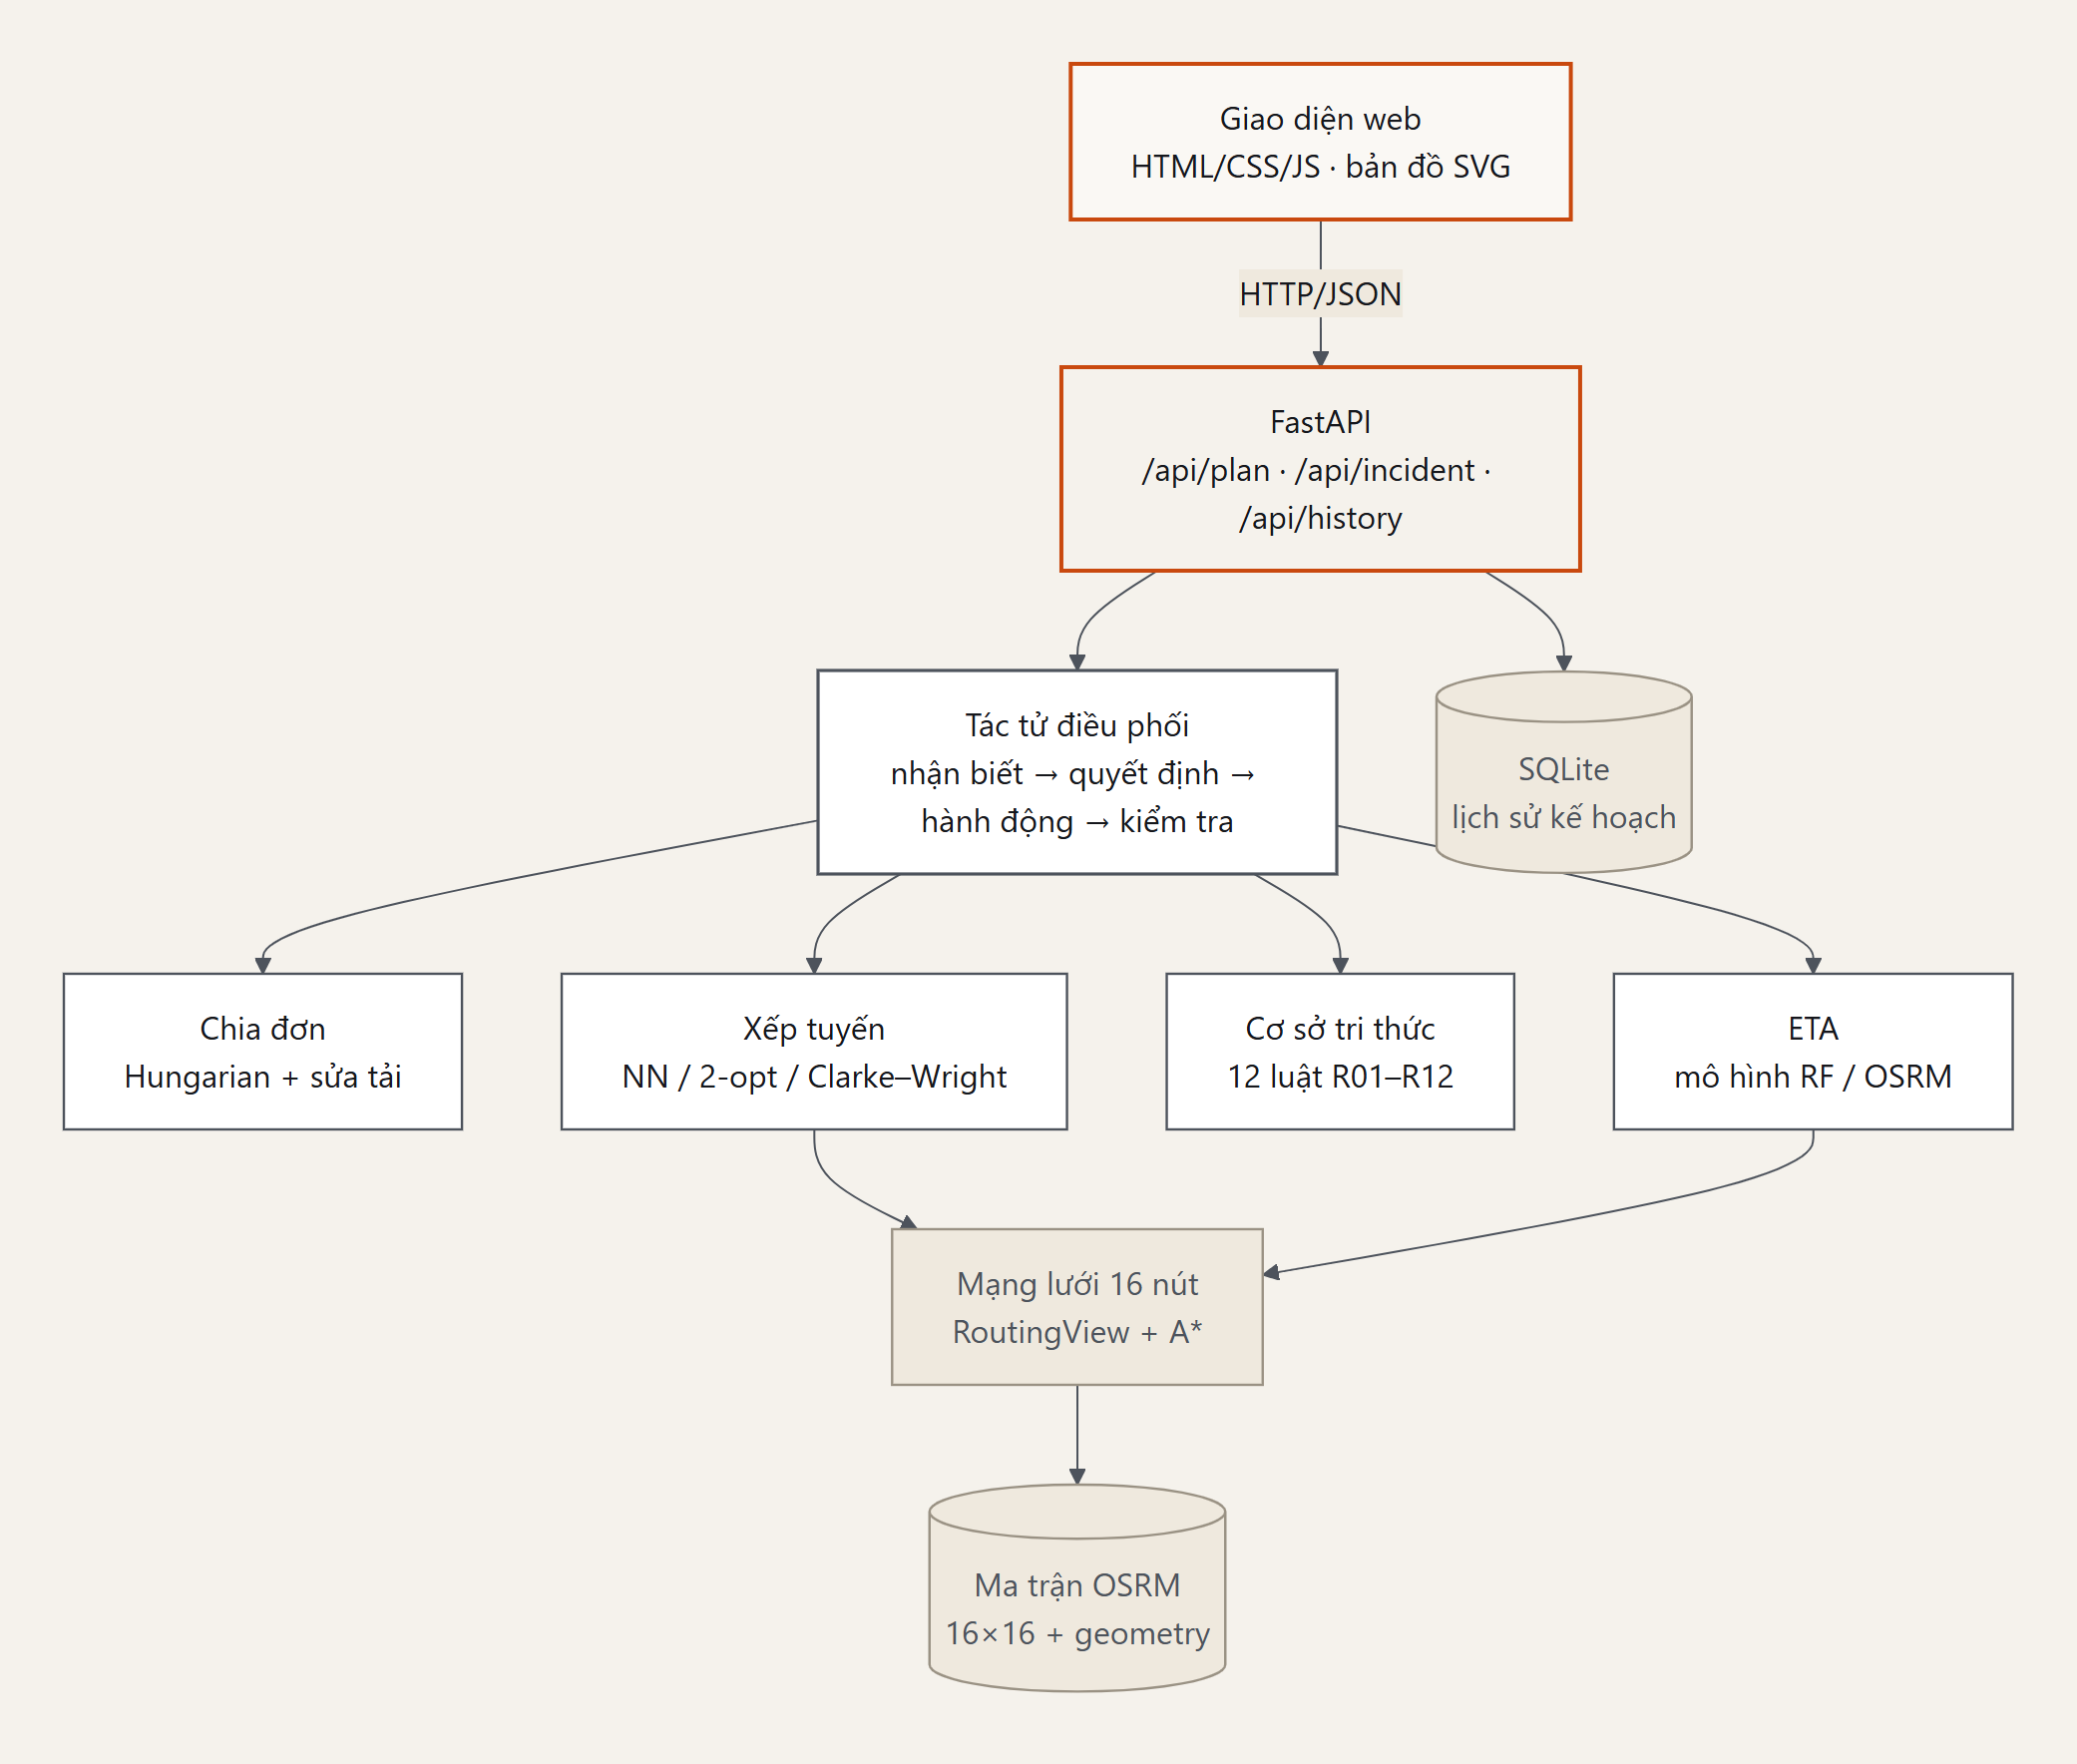 Giao diện web
HTML/CSS/JS · bản đồ SVG
HTTP/JSON
FastAPI
/api/plan · /api/incident ·
/api/history
Tác tử điều phối
nhận biết → quyết định →
hành động → kiểm tra
SQLite
lịch sử kế hoạch
Chia đơn
Hungarian + sửa tải
Xếp tuyến
NN / 2-opt / Clarke–Wright
Cơ sở tri thức
12 luật R01–R12
ETA
mô hình RF / OSRM
Mạng lưới 16 nút
RoutingView + A*
Ma trận OSRM
16×16 + geometry